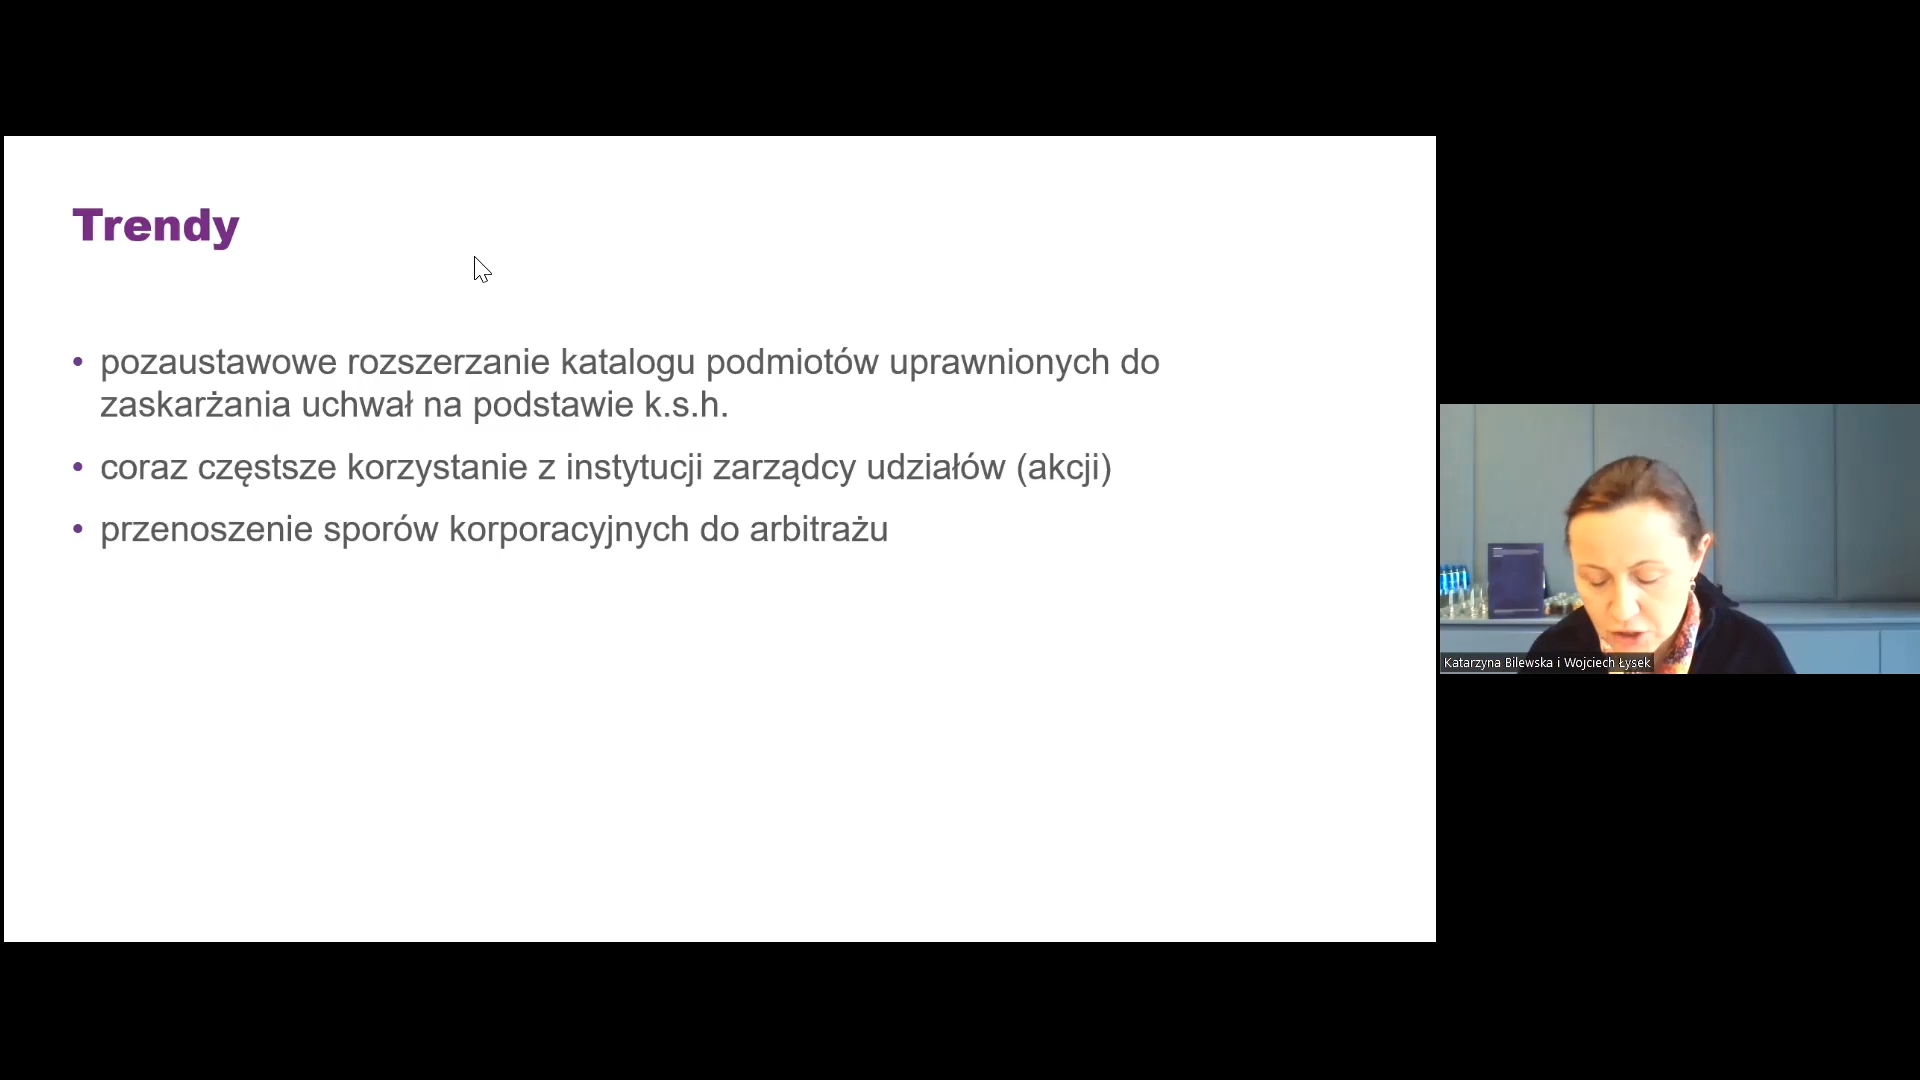 Trendy
• pozaustawowe rozszerzanie katalogu podmiotów uprawnionych do
zaskarżania uchwał na podstawie k.s.h.
• coraz częstsze korzystanie z instytucji zarządcy udziałów (akcji)
• przenoszenie sporów korporacyjnych do arbitrażu
Katarzyna Bilewska i Wojciech Łysek